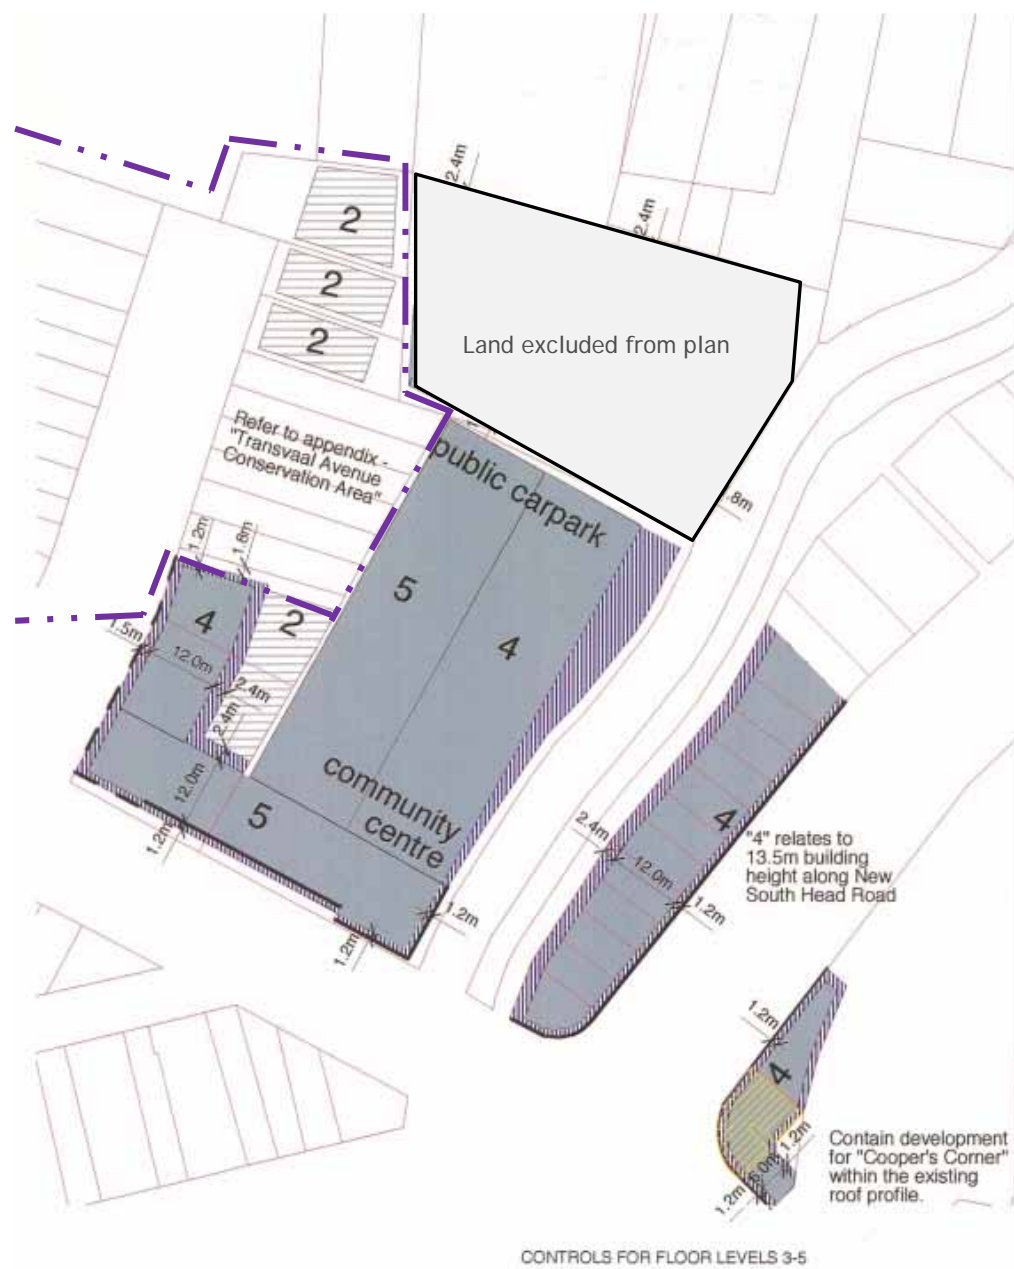 2.4m
2.4m
2
2
2
Land excluded from plan
Refer to appendix -
"Transvaal Avenue
Conservation Area"
public carpark
.8m
1.2m
1.8m
5
4
4
2
1.5m
12.0m
2.4m
2.4m
12.0m
1.2m
5
community
centre
1.2m
1.2m
4
2.4m
12.0m
1.2m
"4" relates to
13.5m building
height along New
South Head Road
1.2m
4
1.2m
6.0m
1.2m
Contain development
for "Cooper's Corner"
within the existing
roof profile.
CONTROLS FOR FLOOR LEVELS 3-5